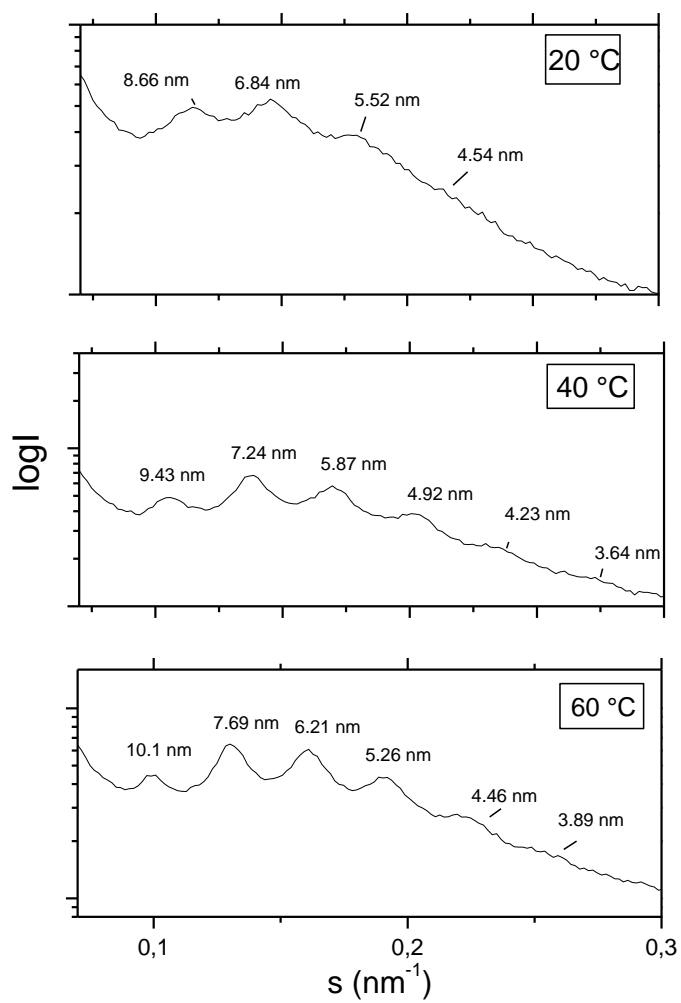 20 °C
8.66 nm
6.84 nm
5.52 nm
4.54 nm
40 °C
9.43 nm
7.24 nm
5.87 nm
4.92 nm
4.23 nm
3.64 nm
logI
60 °C
10.1 nm
7.69 nm
6.21 nm
5.26 nm
4.46 nm
3.89 nm
0,1 0,2 0,3
s (nm⁻¹)